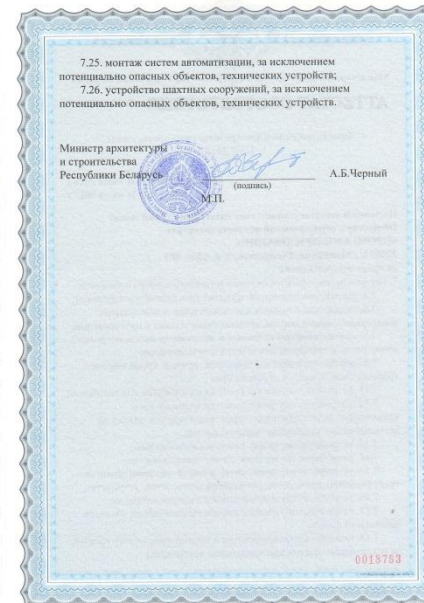 7.25. монтаж систем автоматизации, за исключением
потенциально опасных объектов, технических устройств;
7.26. устройство шахтных сооружений, за исключением
потенциально опасных объектов, технических устройств.
Министр архитектуры
и строительства
Республики Беларусь
А.Б.Черный
(подпись)
М.П.
0018753